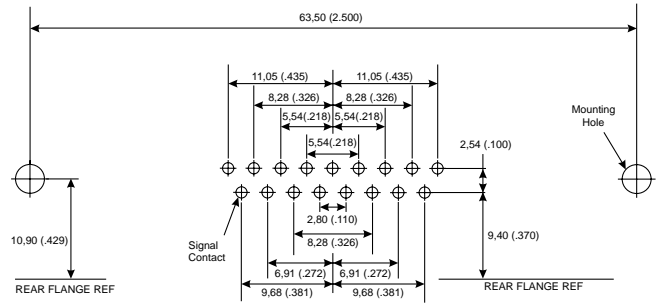 63,50 (2.500)
11,05 (.435) 11,05 (.435)
8,28 (.326) 8,28 (.326)
5,54(.218) 5,54(.218)
5,54(.218)
Mounting
Hole
2,54 (.100)
2,80 (.110)
Signal
Contact
8,28 (.326)
10,90 (.429)
9,40 (.370)
6,91 (.272) 6,91 (.272)
REAR FLANGE REF
REAR FLANGE REF
9,68 (.381) 9,68 (.381)